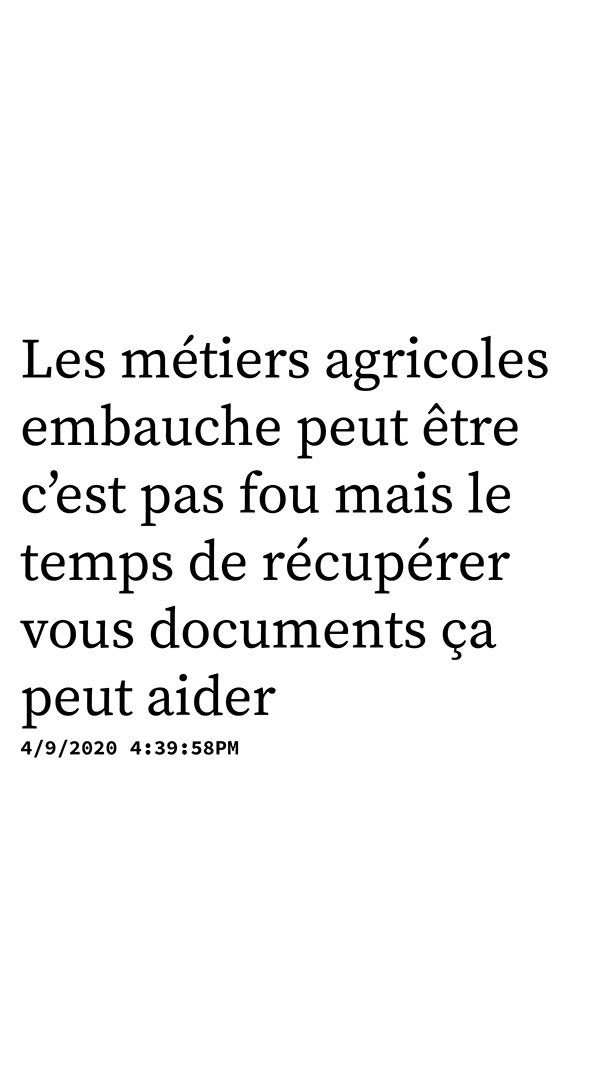 Les métiers agricoles
embauche peut être
c’est pas fou mais le
temps de récupérer
vous documents ça
peut aider
4/9/2020 4:39:58PM